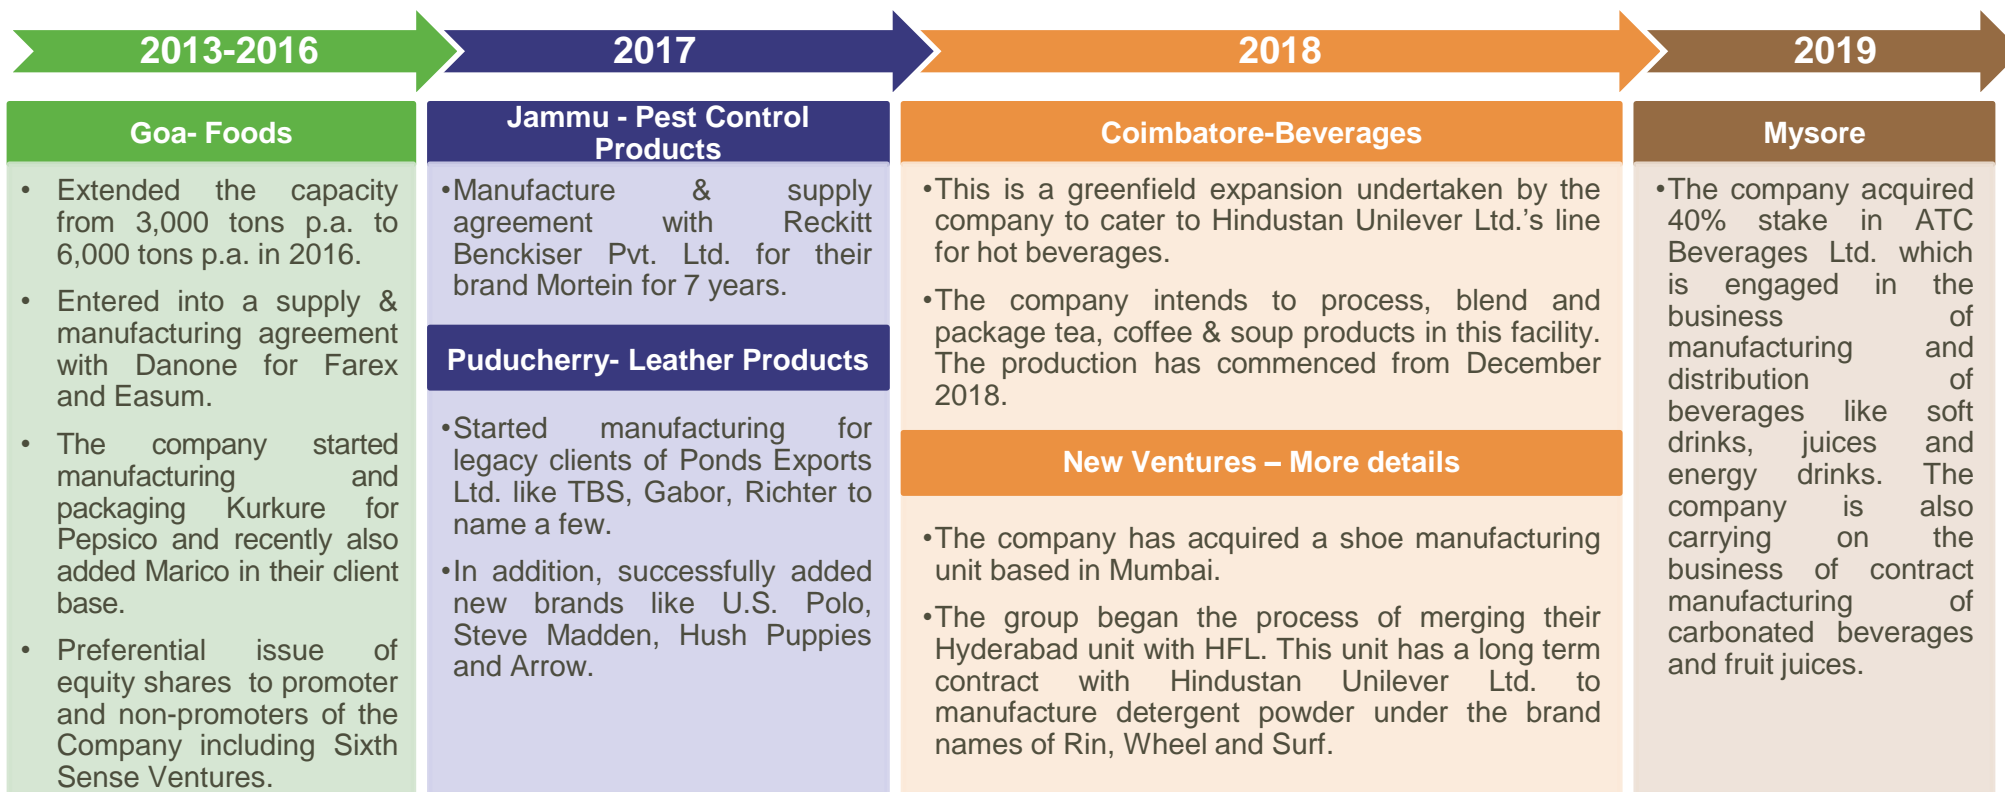 2013-2016
2017
2018
2019
Goa- Foods
• Extended the capacity
from 3,000 tons p.a. to
6,000 tons p.a. in 2016.
• Entered into a supply &
manufacturing agreement
with Danone for Farex
and Easum.
• The company started
manufacturing and
packaging Kurkure for
Pepsico and recently also
added Marico in their client
base.
• Preferential issue of
equity shares to promoter
and non-promoters of the
Company including Sixth
Sense Ventures.
Jammu - Pest Control
Products
•Manufacture & supply
agreement with Reckitt
Benckiser Pvt. Ltd. for their
brand Mortein for 7 years.
Puducherry- Leather Products
•Started manufacturing for
legacy clients of Ponds Exports
Ltd. like TBS, Gabor, Richter to
name a few.
•In addition, successfully added
new brands like U.S. Polo,
Steve Madden, Hush Puppies
and Arrow.
Coimbatore-Beverages
•This is a greenfield expansion undertaken by the
company to cater to Hindustan Unilever Ltd.’s line
for hot beverages.
•The company intends to process, blend and
package tea, coffee & soup products in this facility.
The production has commenced from December
2018.
New Ventures – More details
•The company has acquired a shoe manufacturing
unit based in Mumbai.
•The group began the process of merging their
Hyderabad unit with HFL. This unit has a long term
contract with Hindustan Unilever Ltd. to
manufacture detergent powder under the brand
names of Rin, Wheel and Surf.
Mysore
•The company acquired
40% stake in ATC
Beverages Ltd. which
is engaged in the
business of
manufacturing and
distribution of
beverages like soft
drinks, juices and
energy drinks. The
company is also
carrying on the
business of contract
manufacturing of
carbonated beverages
and fruit juices.